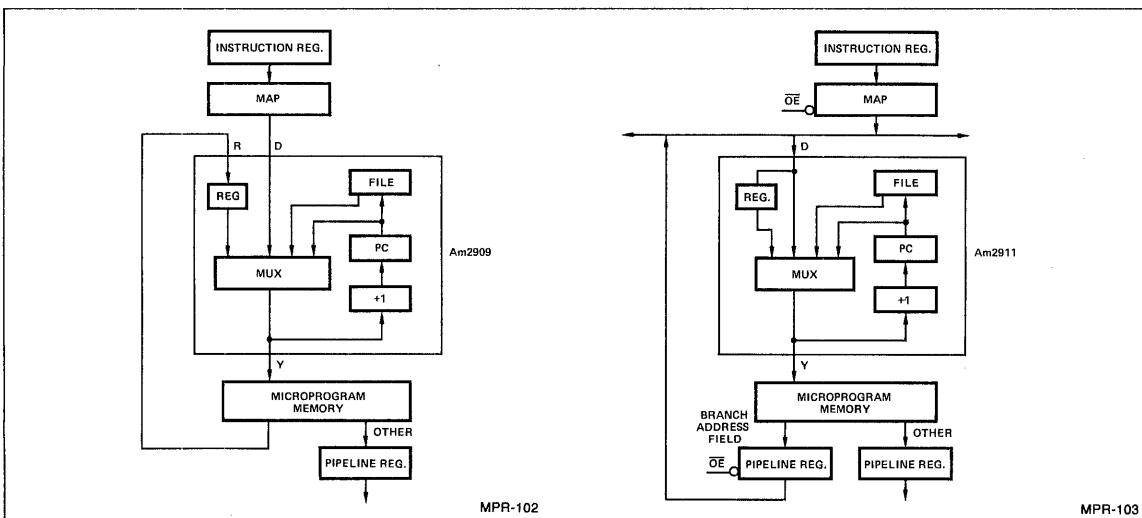 INSTRUCTION REG.
MAP
R
D
REG
FILE
PC
MUX
+1
Am2909
Y
MICROPROGRAM
MEMORY
OTHER
PIPELINE REG.
MPR-102
INSTRUCTION REG.
OE
MAP
D
REG.
FILE
PC
MUX
+1
Am2911
Y
MICROPROGRAM
MEMORY
BRANCH
ADDRESS
FIELD
OTHER
OE
PIPELINE REG.
PIPELINE REG.
MPR-103